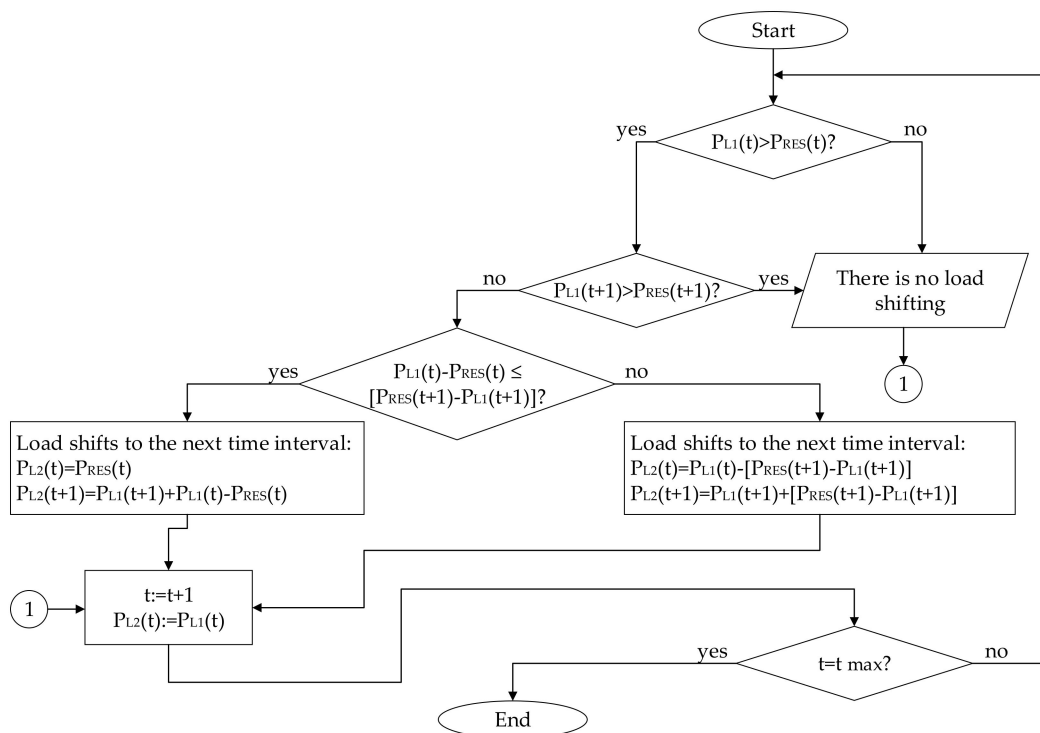 Start
yes
PL1(t)>PRES(t)?
no
no
PL1(t+1)>PRES(t+1)?
yes
There is no load
shifting
yes
PL1(t)-PRES(t) ≤
[PRES(t+1)-PL1(t+1)]?
no
1
Load shifts to the next time interval:
PL2(t)=PRES(t)
PL2(t+1)=PL1(t+1)+PL1(t)-PRES(t)
Load shifts to the next time interval:
PL2(t)=PL1(t)-[PRES(t+1)-PL1(t+1)]
PL2(t+1)=PL1(t+1)+[PRES(t+1)-PL1(t+1)]
1
t:=t+1
PL2(t):=PL1(t)
yes
t=t max?
no
End